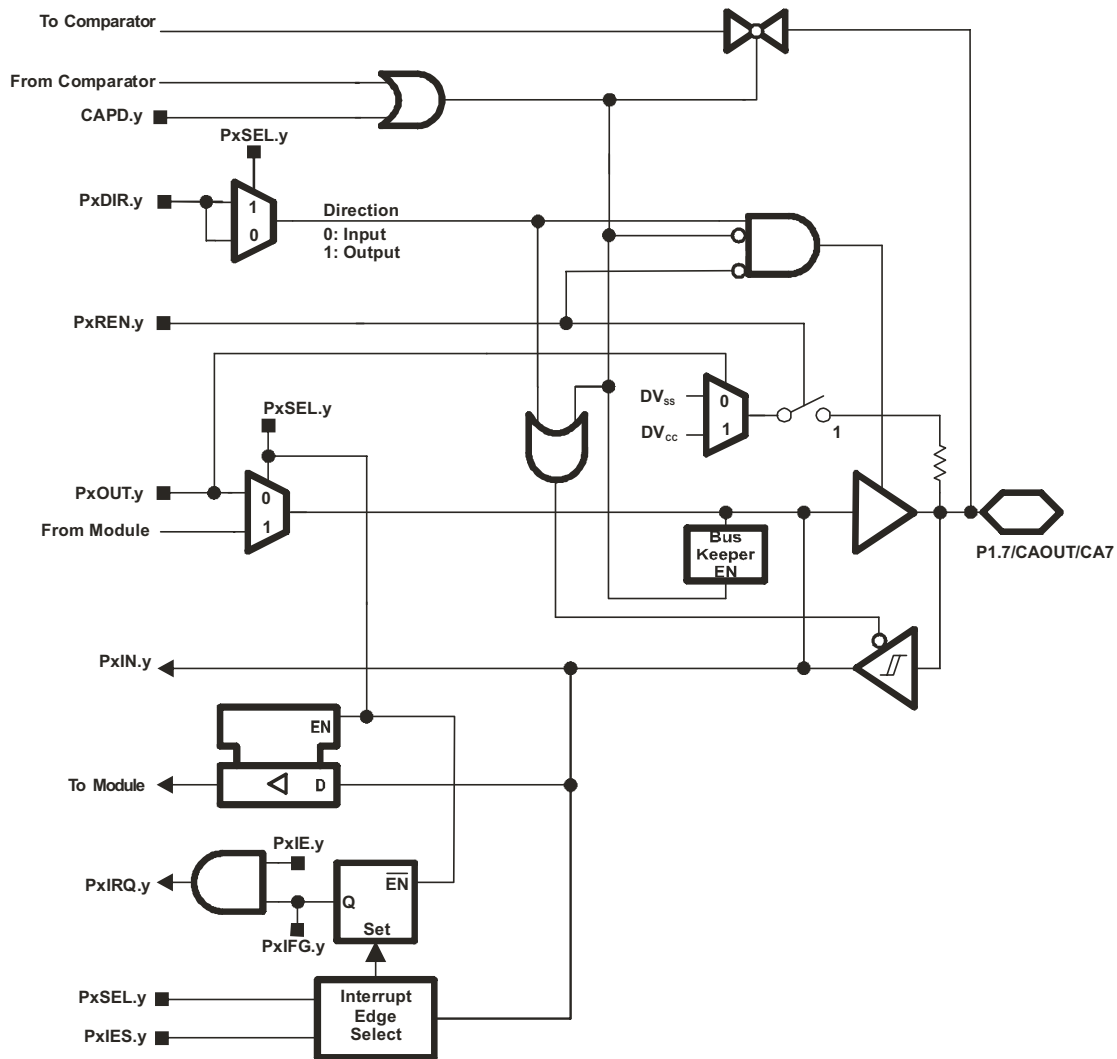 To Comparator
From Comparator
CAPD.y
PxSEL.y
PxDIR.y
1
0
Direction
0: Input
1: Output
PxREN.y
PxSEL.y
DVSS
0
DVCC
1
1
PxOUT.y
0
From Module
1
Bus
Keeper
EN
P1.7/CAOUT/CA7
PxIN.y
EN
To Module
D
PxIE.y
PxIRQ.y
EN
Q
PxIFG.y
Set
PxSEL.y
Interrupt
Edge
Select
PxIES.y